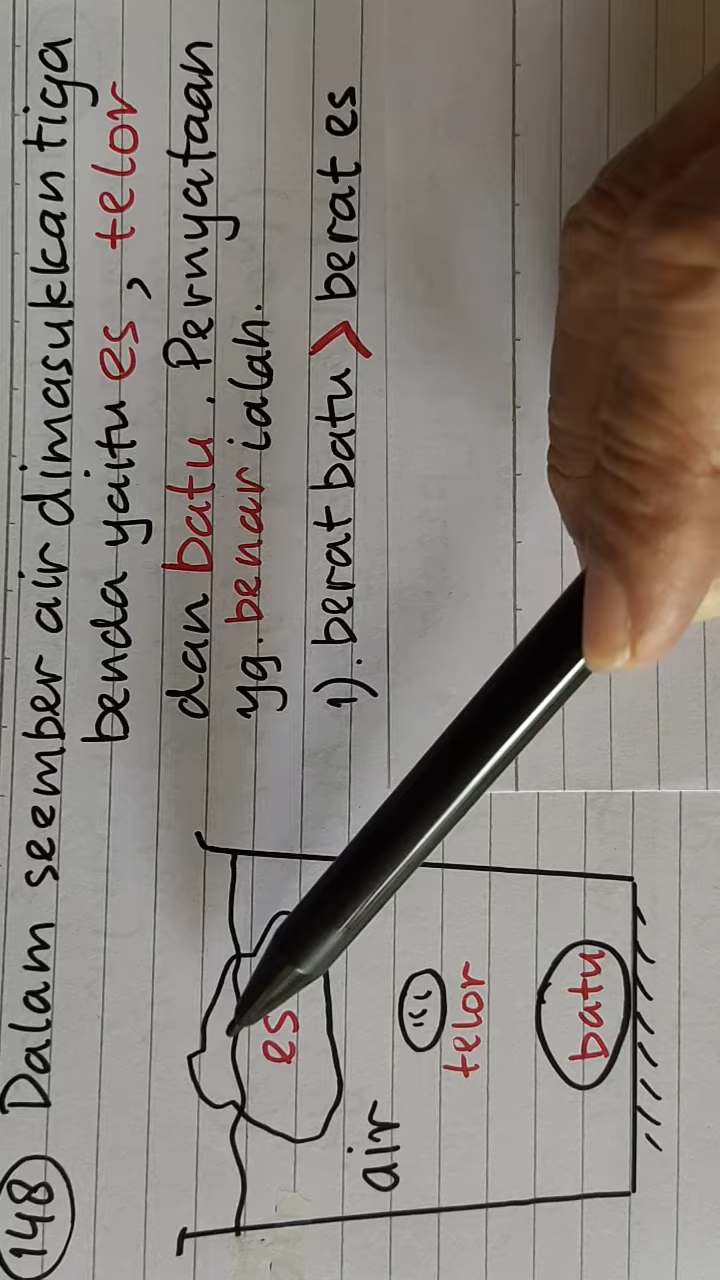 148 Dalam seember air dimasukkan tiga
benda yaitu es, telor
dan batu. Pernyataan
yg. benar ialah.
1). berat batu > berat es
es
telor
air
batu